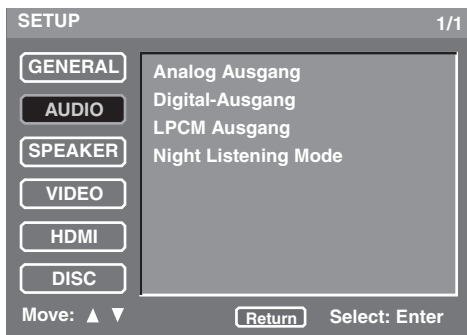 SETUP 1/1
GENERAL
AUDIO
SPEAKER
VIDEO
HDMI
DISC
Analog Ausgang
Digital-Ausgang
LPCM Ausgang
Night Listening Mode
Move: ▲ ▼ Return Select: Enter